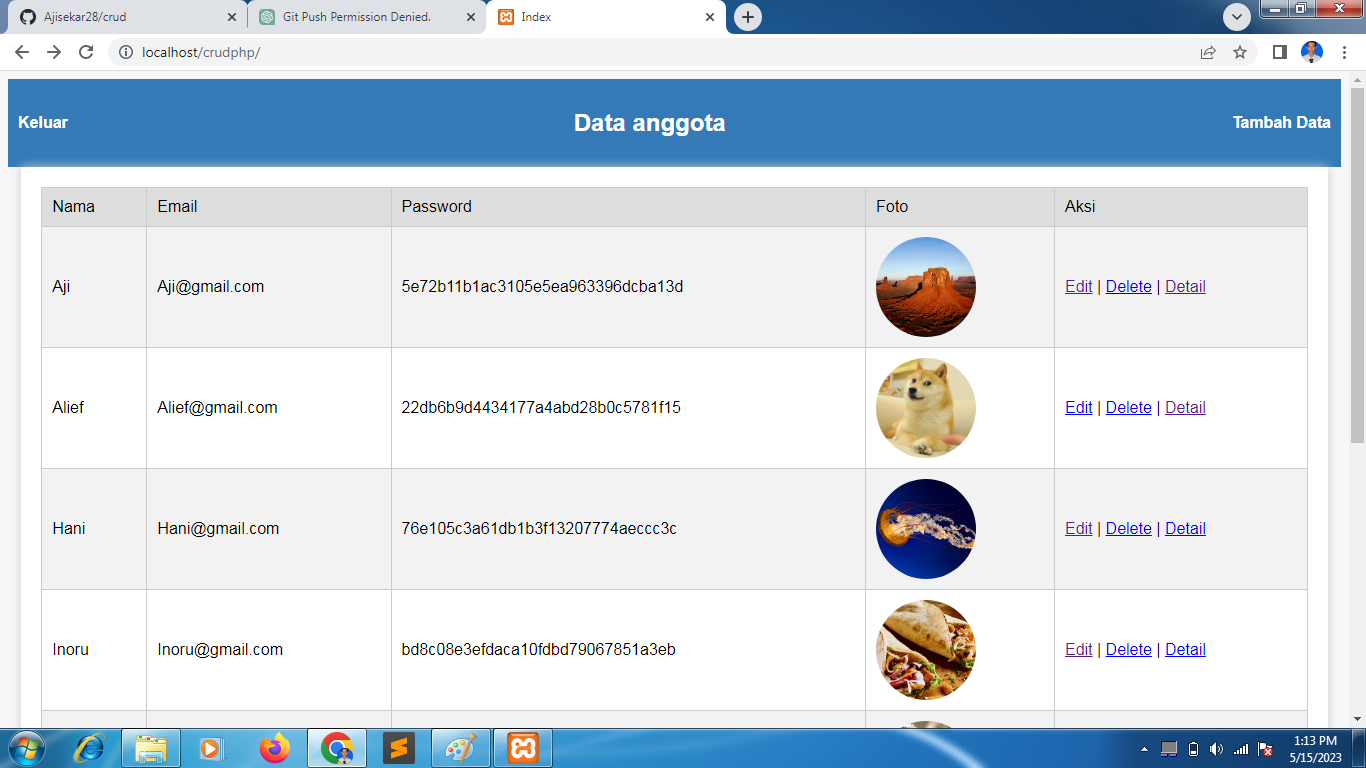 Ajisekar28/crud
Git Push Permission Denied.
Index
localhost/crudphp/
Keluar
Data anggota
Tambah Data
Nama Email Password Foto Aksi
Aji Aji@gmail.com 5e72b11b1ac3105e5ea963396dcba13d Edit | Delete | Detail
Alief Alief@gmail.com 22db6b9d4434177a4abd28b0c5781f15 Edit | Delete | Detail
Hani Hani@gmail.com 76e105c3a61db1b3f13207774aeccc3c Edit | Delete | Detail
Inoru Inoru@gmail.com bd8c08e3efdaca10fdbd79067851a3eb Edit | Delete | Detail
1:13 PM
5/15/2023